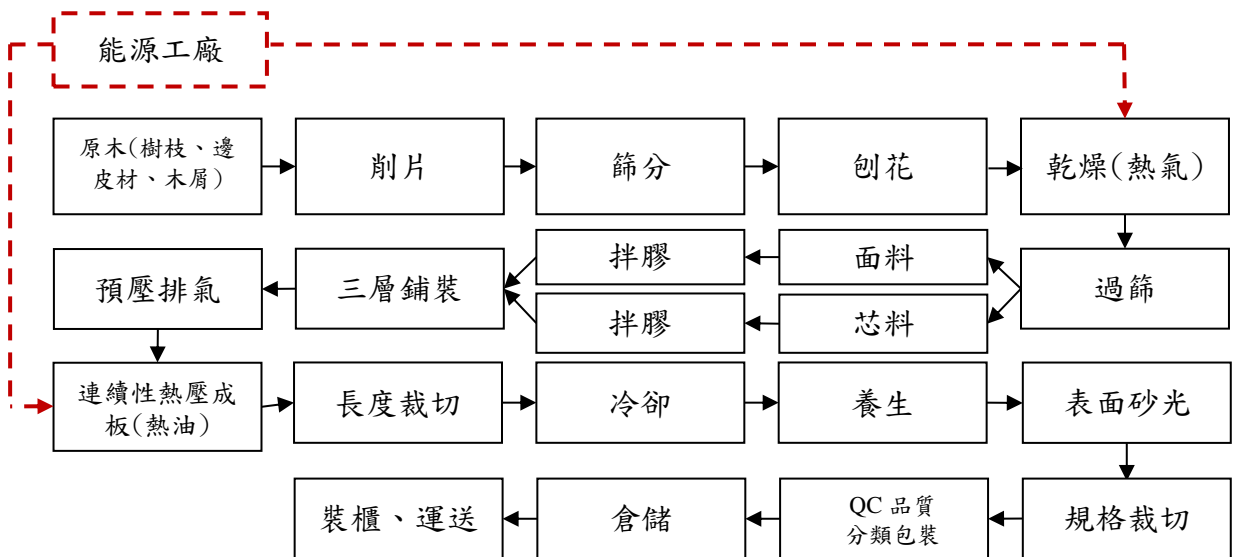 能源工廠
原木(樹枝、邊
皮材、木屑)
削片
篩分
刨花
乾燥(熱氣)
預壓排氣
三層鋪裝
拌膠
面料
過篩
拌膠
芯料
連續性熱壓成
板(熱油)
長度裁切
冷卻
養生
表面砂光
裝櫃、運送
倉儲
QC 品質
分類包裝
規格裁切